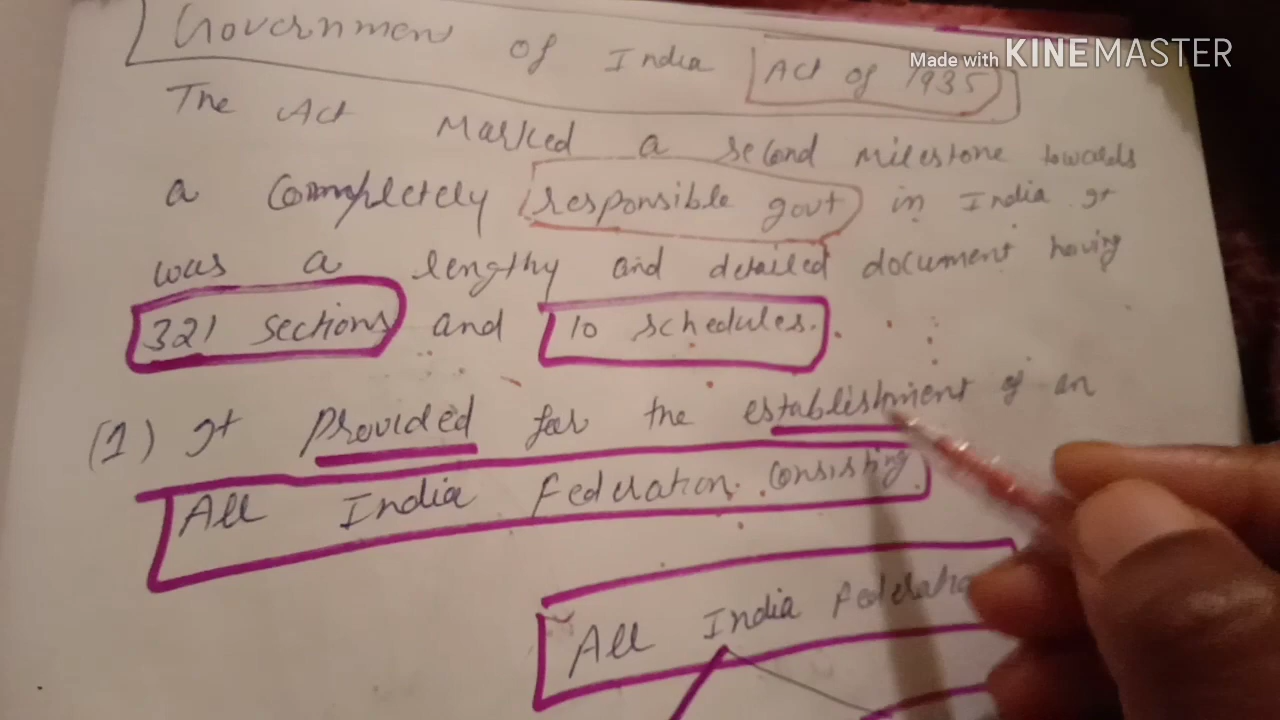 Made with KINEMASTER
Government of India Act of 1935
The Act Marked a second milestone towards
a completely responsible govt in India It
was a lengthy and detailed document having
321 sections and 10 schedules.
(1) It provided for the establishment of an
All India Federation consisting
All India Federatio